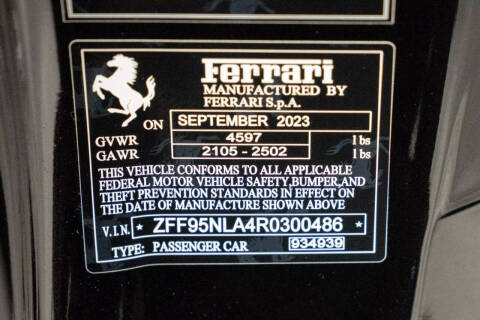 Ferrari
MANUFACTURED BY
FERRARI S.p.A.
ON SEPTEMBER 2023
GVWR 4597 lbs
GAWR 2105 - 2502 lbs
THIS VEHICLE CONFORMS TO ALL APPLICABLE
FEDERAL MOTOR VEHICLE SAFETY,BUMPER,AND
THEFT PREVENTION STANDARDS IN EFFECT ON
THE DATE OF MANUFACTURE SHOWN ABOVE
V.I.N. * ZFF95NLA4R0300486 *
TYPE: PASSENGER CAR 934939